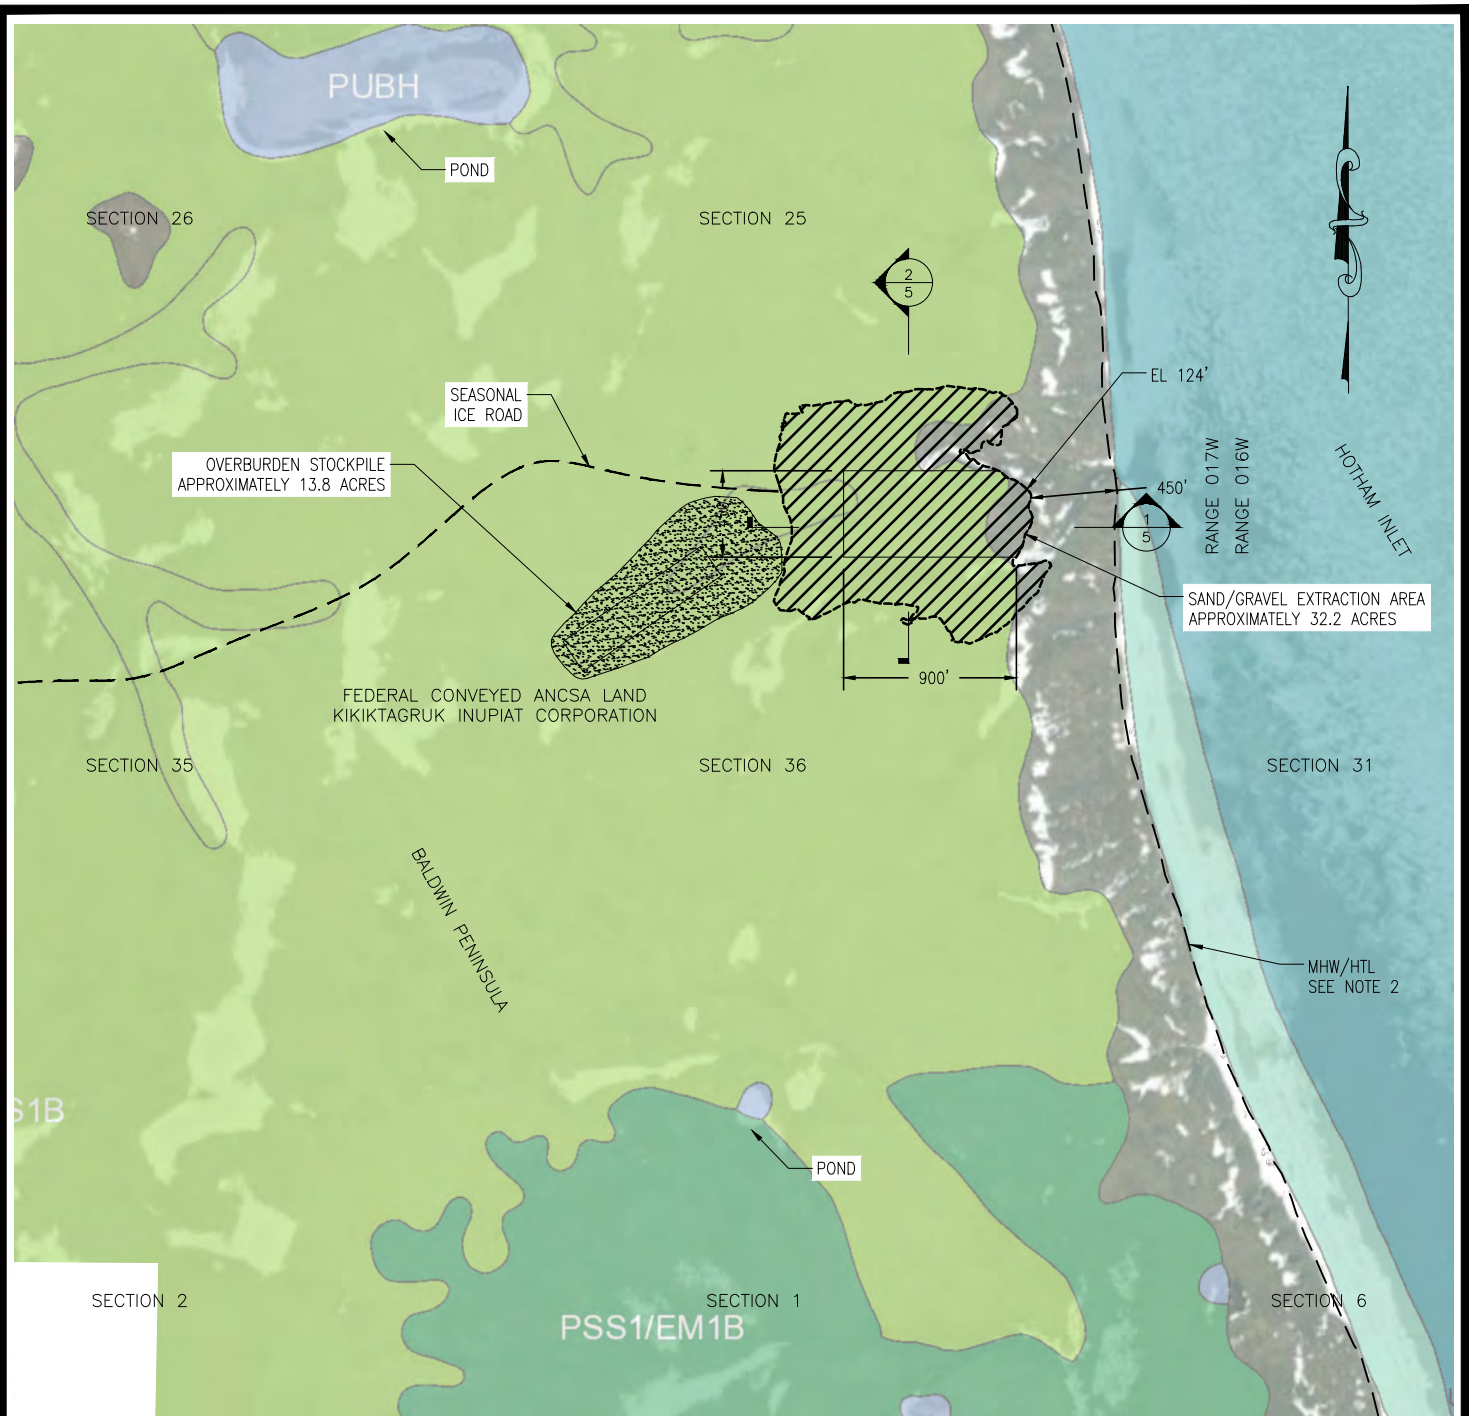 PUBH
POND
SECTION 26
SECTION 25
2
5
EL 124'
SEASONAL
ICE ROAD
OVERBURDEN STOCKPILE
APPROXIMATELY 13.8 ACRES
450'
RANGE 017W
RANGE 016W
HOTHAM INLET
1
5
SAND/GRAVEL EXTRACTION AREA
APPROXIMATELY 32.2 ACRES
900'
FEDERAL CONVEYED ANCSA LAND
KIKIKTAGRUK INUPIAT CORPORATION
SECTION 35
SECTION 36
SECTION 31
BALDWIN PENINSULA
MHW/HTL
SEE NOTE 2
S1B
POND
SECTION 2
SECTION 1
SECTION 6
PSS1/EM1B